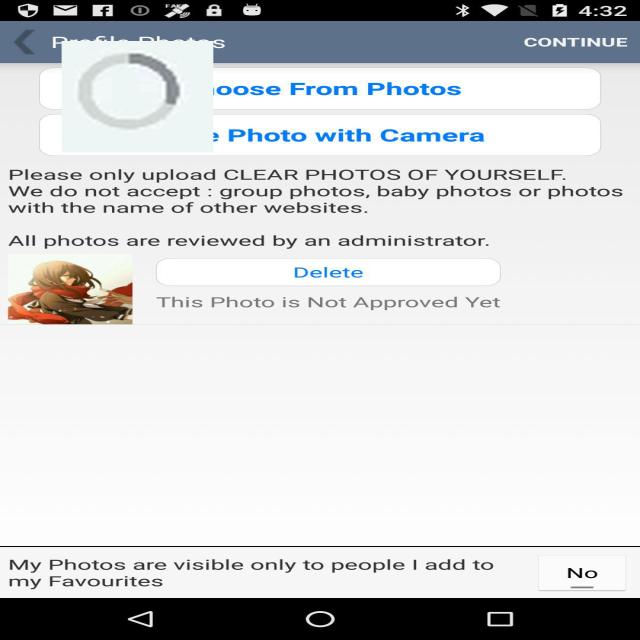 4:32
Profile Photos
CONTINUE
oose From Photos
e Photo with Camera
Please only upload CLEAR PHOTOS OF YOURSELF.
We do not accept : group photos, baby photos or photos
with the name of other websites.
All photos are reviewed by an administrator.
Delete
This Photo is Not Approved Yet
My Photos are visible only to people I add to
my Favourites
No